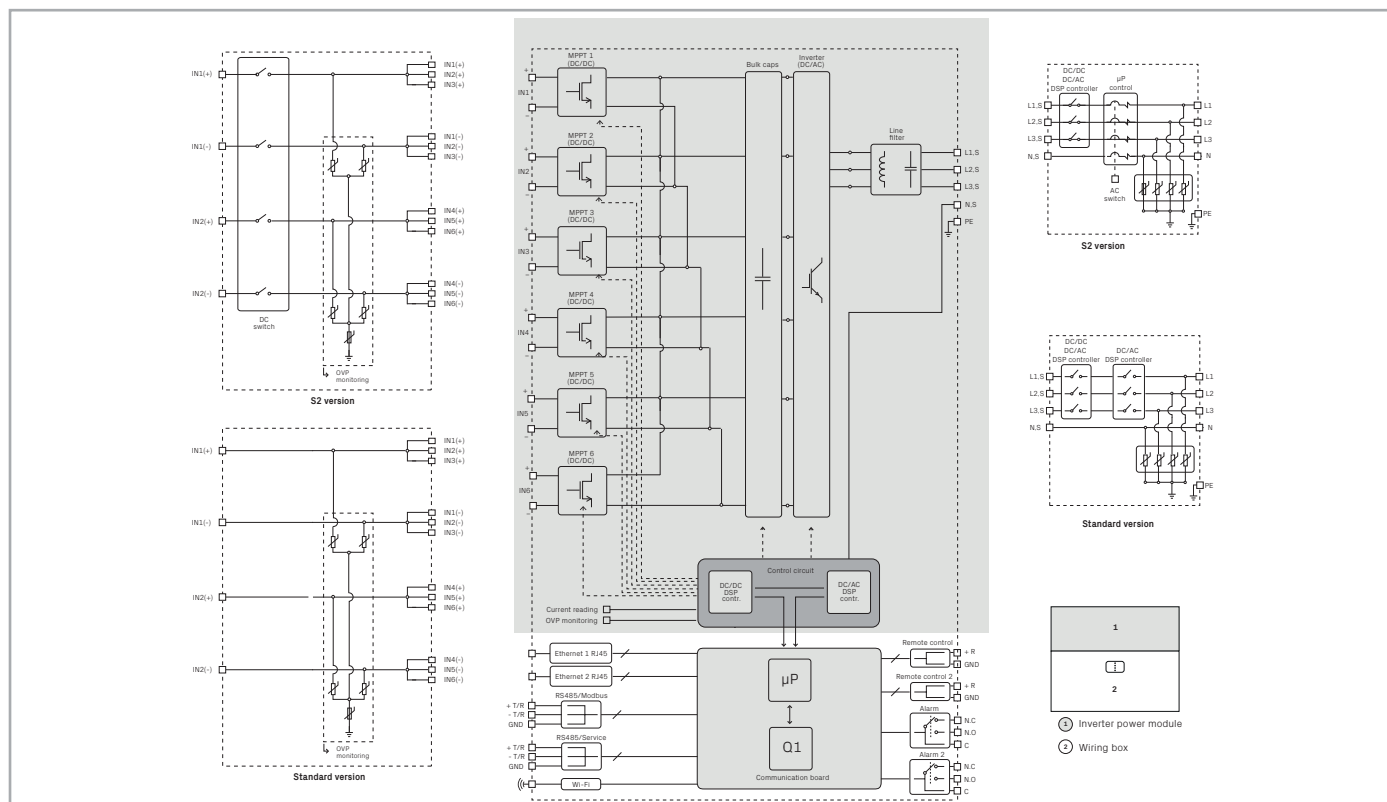 IN1(+)
IN1(+)
IN2(+)
IN3(+)
IN1(-)
IN1(-)
IN2(-)
IN3(-)
IN2(+)
IN4(+)
IN5(+)
IN6(+)
IN2(-)
IN4(-)
IN5(-)
IN6(-)
DC
switch
OVP
monitoring
S2 version
IN1(+)
IN1(+)
IN2(+)
IN3(+)
IN1(-)
IN1(-)
IN2(-)
IN3(-)
IN2(+)
IN4(+)
IN5(+)
IN6(+)
IN2(-)
IN4(-)
IN5(-)
IN6(-)
OVP
monitoring
Standard version
MPPT 1
(DC/DC)
+
IN1
–
MPPT 2
(DC/DC)
+
IN2
–
MPPT 3
(DC/DC)
+
IN3
–
MPPT 4
(DC/DC)
+
IN4
–
MPPT 5
(DC/DC)
+
IN5
–
MPPT 6
(DC/DC)
+
IN6
–
Bulk caps
Inverter
(DC/AC)
Line
filter
L1,S
L2,S
L3,S
N.S
PE
Control circuit
DC/DC
DSP
contr.
DC/AC
DSP
contr.
Current reading
OVP monitoring
Ethernet 1 RJ45
Ethernet 2 RJ45
RS485/Modbus
+ T/R
- T/R
GND
RS485/Service
+ T/R
- T/R
GND
Wi-Fi
µP
Q1
Communication board
Remote control
+ R
GND
Remote control 2
+ R
GND
Alarm
N.C
N.O
C
Alarm 2
N.C
N.O
C
DC/DC
DC/AC
DSP controller
µP
control
L1,S
L1
L2,S
L2
L3,S
L3
N.S
N
AC
switch
PE
S2 version
DC/DC
DC/AC
DSP controller
DC/AC
DSP controller
L1,S
L1
L2,S
L2
L3,S
L3
N.S
N
PE
Standard version
1
2
1 Inverter power module
2 Wiring box